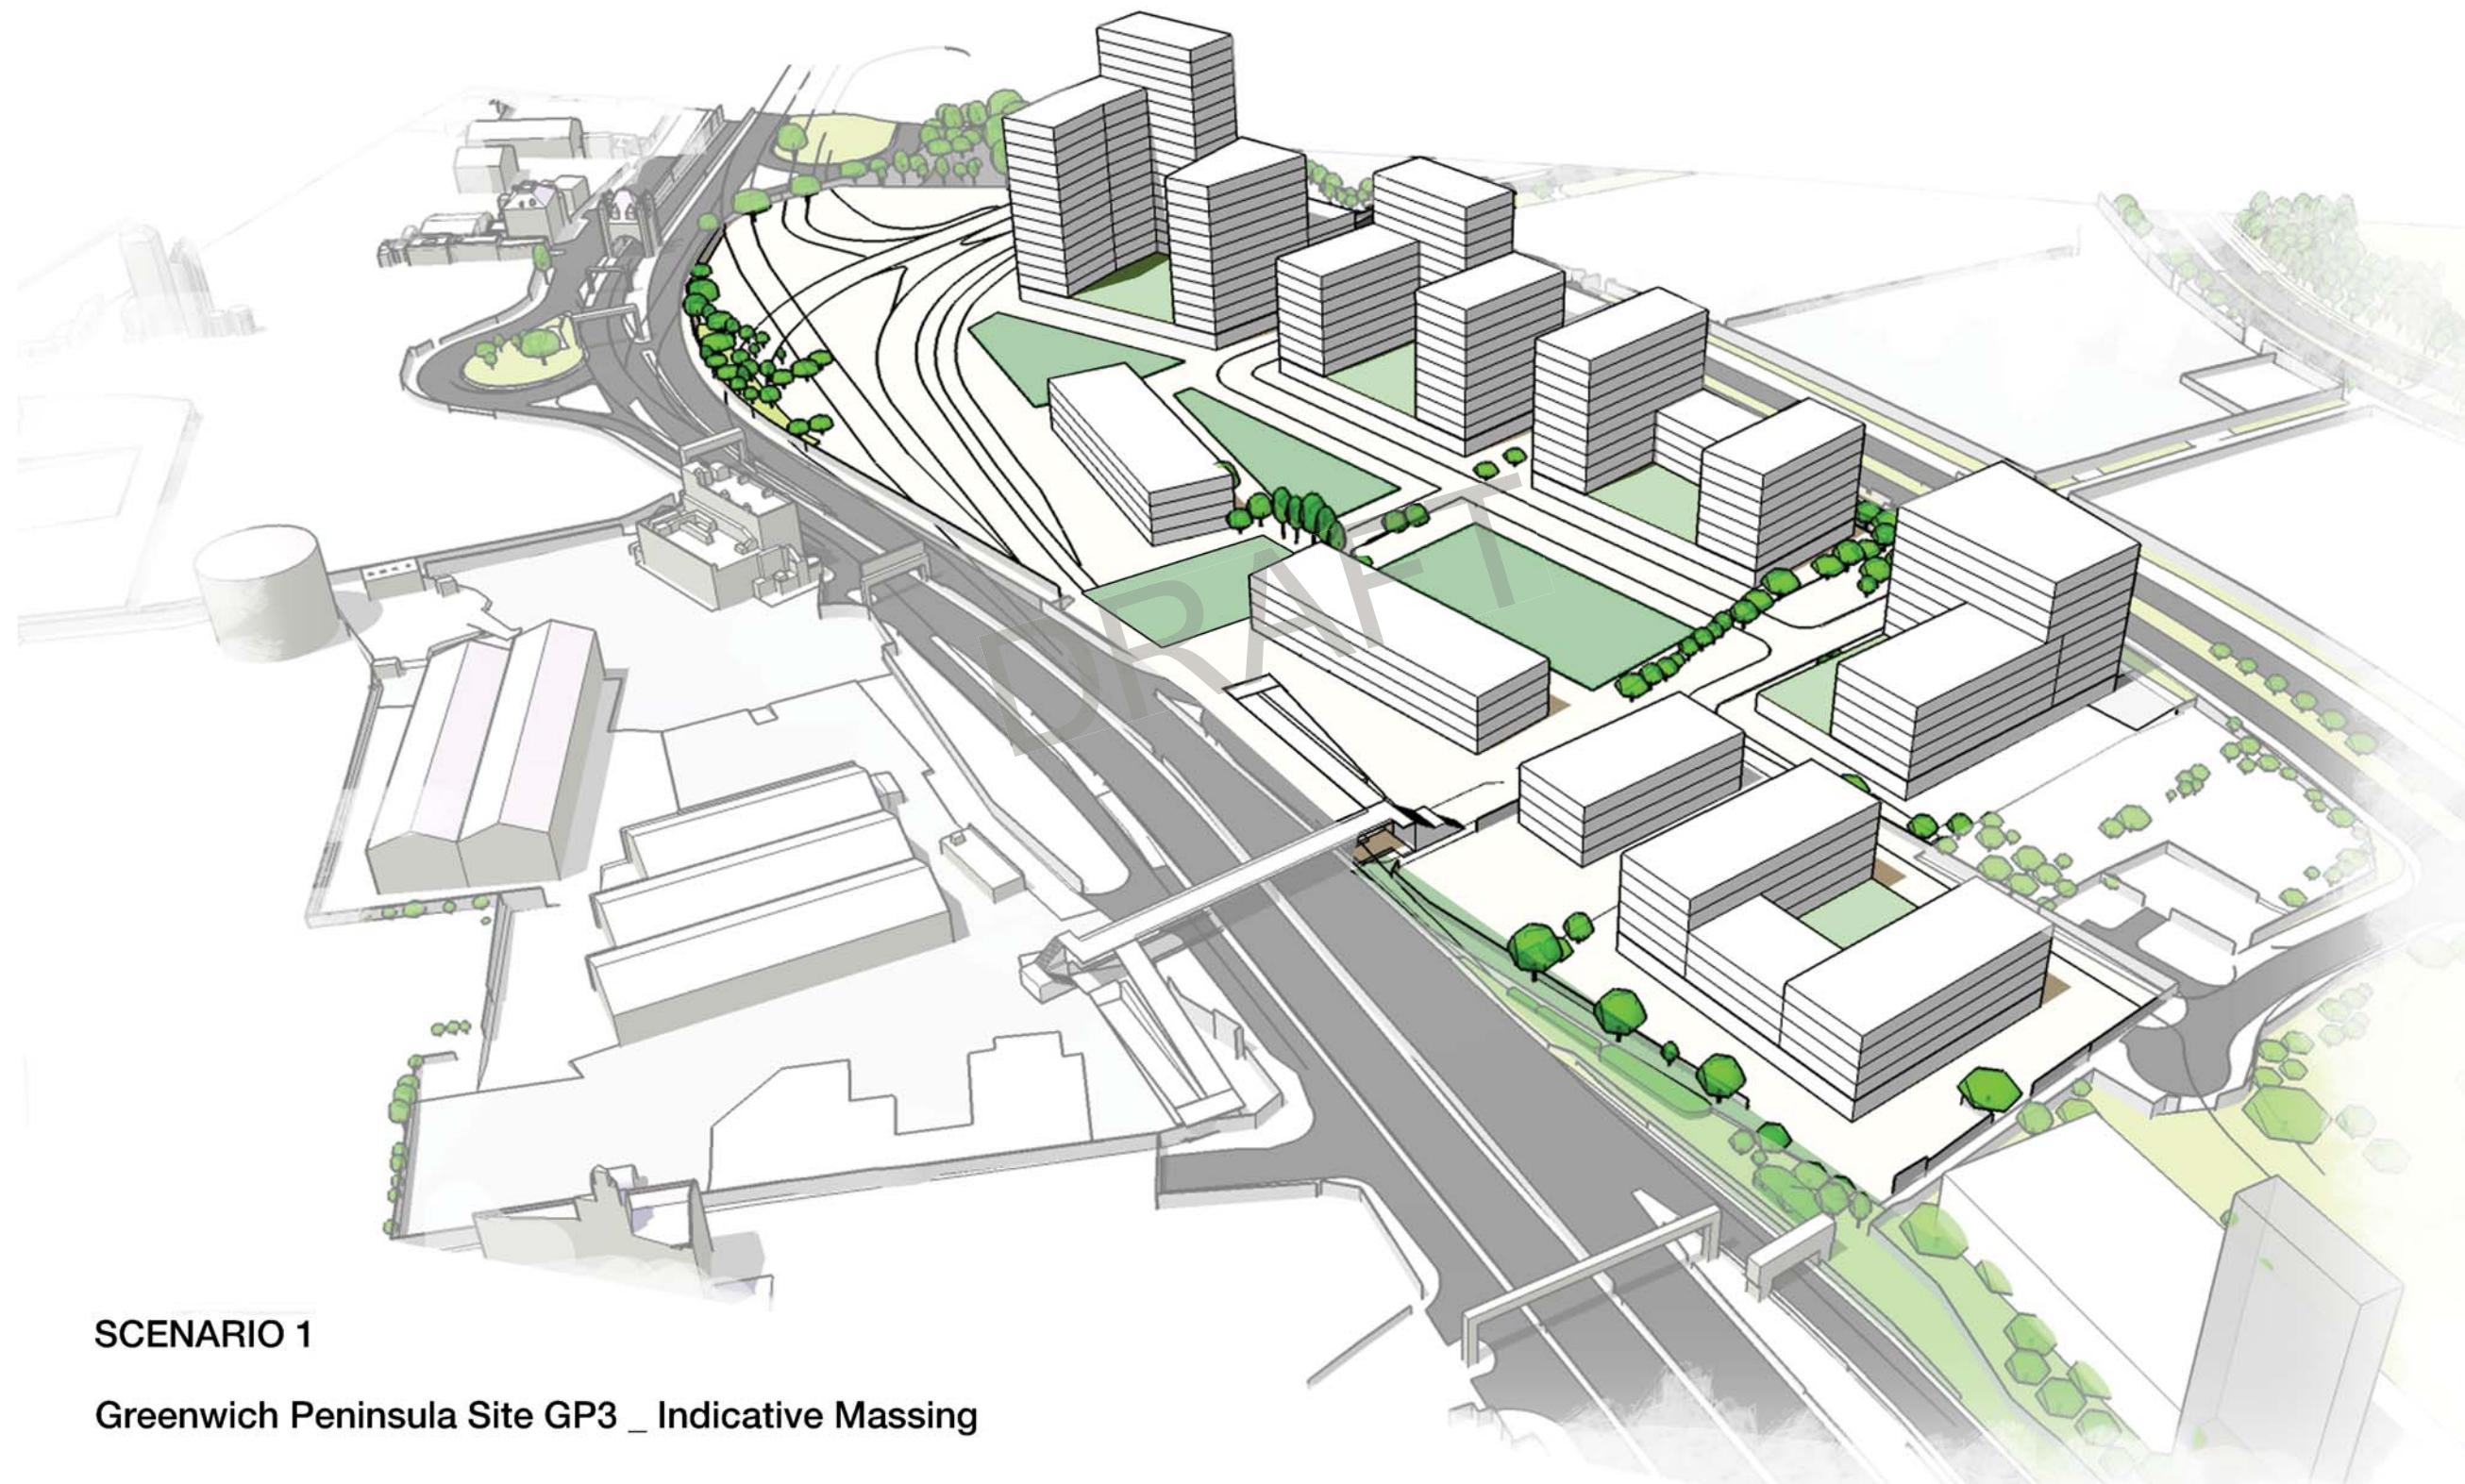 DRAFT
SCENARIO 1
Greenwich Peninsula Site GP3 _ Indicative Massing